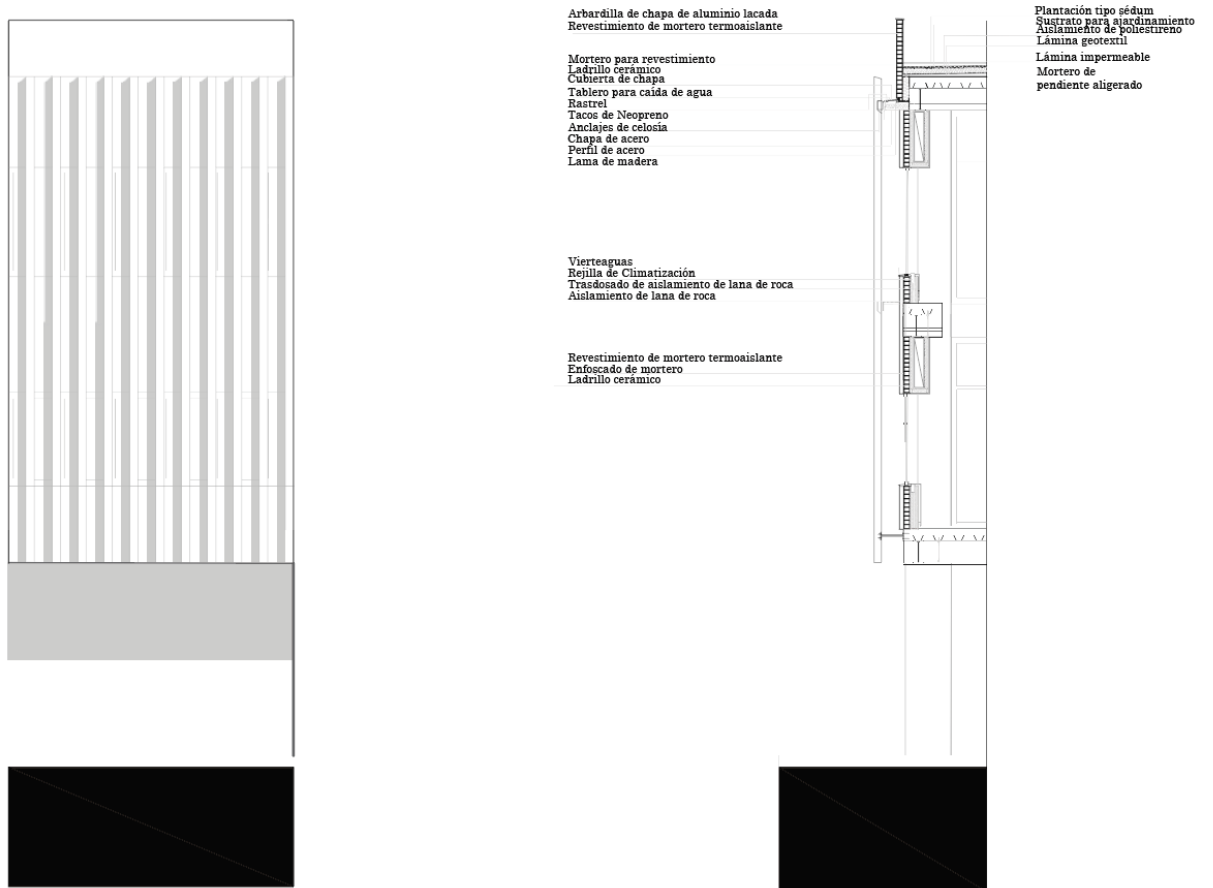 Arbardilla de chapa de aluminio lacada
Revestimiento de mortero termoaislante
Mortero para revestimiento
Ladrillo cerámico
Cubierta de chapa
Tablero para caída de agua
Rastrel
Tacos de Neopreno
Anclajes de celosía
Chapa de acero
Perfil de acero
Lama de madera
Vierteaguas
Rejilla de Climatización
Trasdosado de aislamiento de lana de roca
Aislamiento de lana de roca
Revestimiento de mortero termoaislante
Enfoscado de mortero
Ladrillo cerámico
Plantación tipo sédum
Sustrato para ajardinamiento
Aislamiento de poliestireno
Lámina geotextil
Lámina impermeable
Mortero de
pendiente aligerado